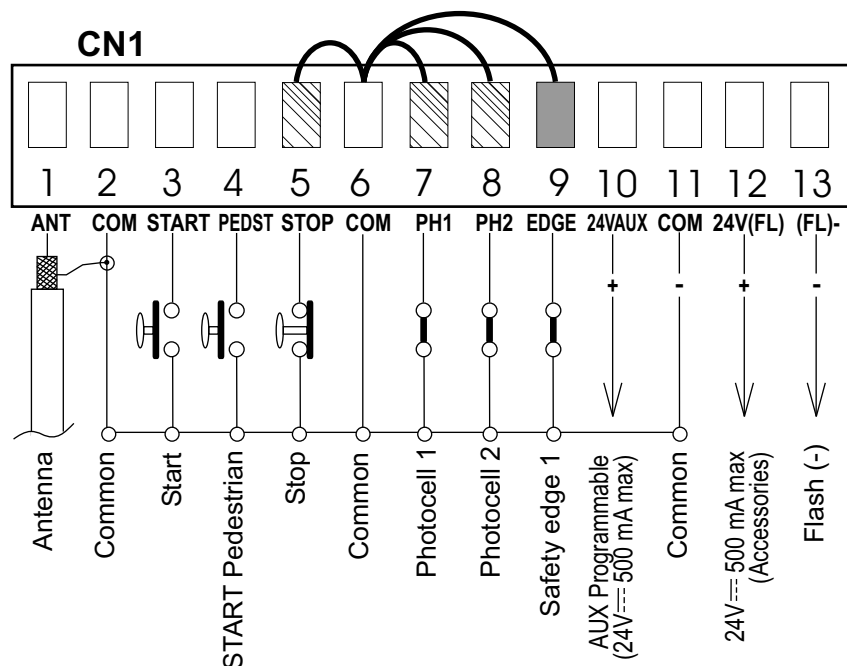 CN1
1 2 3 4 5 6 7 8 9 10 11 12 13
ANT COM START PEDST STOP COM PH1 PH2 EDGE 24VAUX COM 24V(FL) (FL)-
+ - + -
Antenna
Common
Start
START Pedestrian
Stop
Common
Photocell 1
Photocell 2
Safety edge 1
AUX Programmable
(24V⎓ 500 mA max)
Common
24V⎓ 500 mA max
(Accessories)
Flash (-)